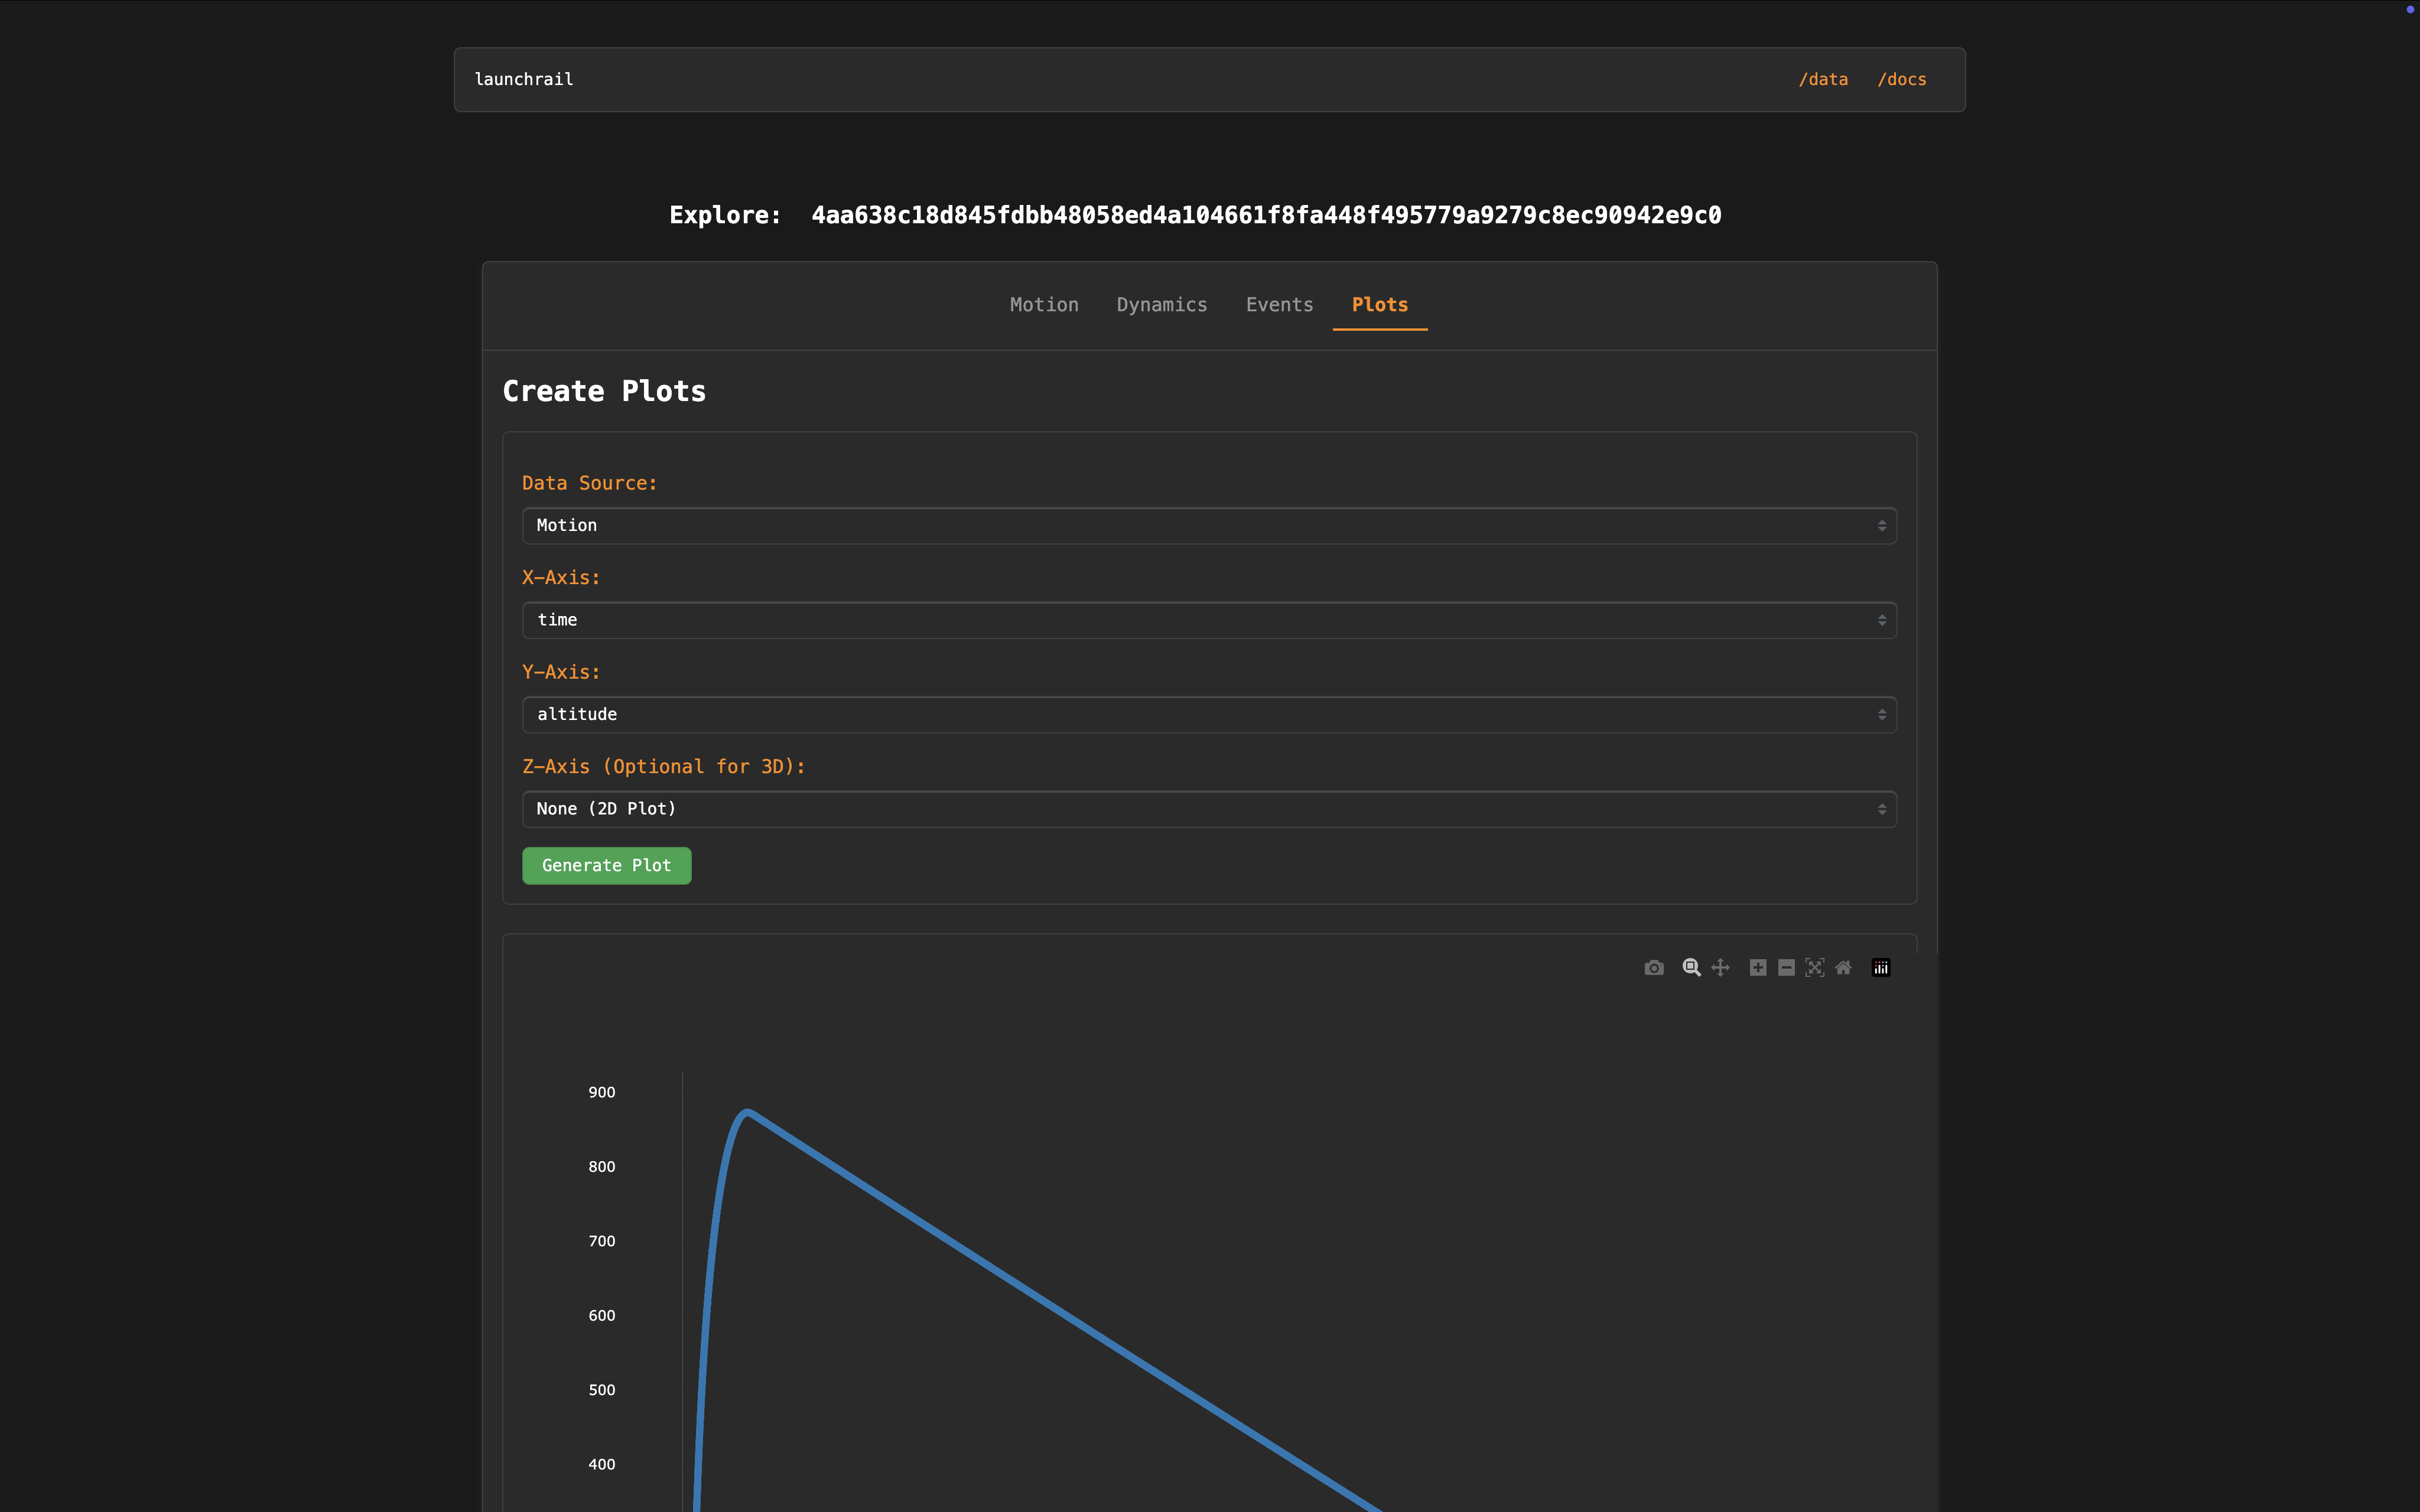 launchrail /data /docs
Explore: 4aa638c18d845fdbb48058ed4a104661f8fa448f495779a9279c8ec90942e9c0
Motion Dynamics Events Plots
Create Plots
Data Source:
Motion
X-Axis:
time
Y-Axis:
altitude
Z-Axis (Optional for 3D):
None (2D Plot)
Generate Plot
900
800
700
600
500
400